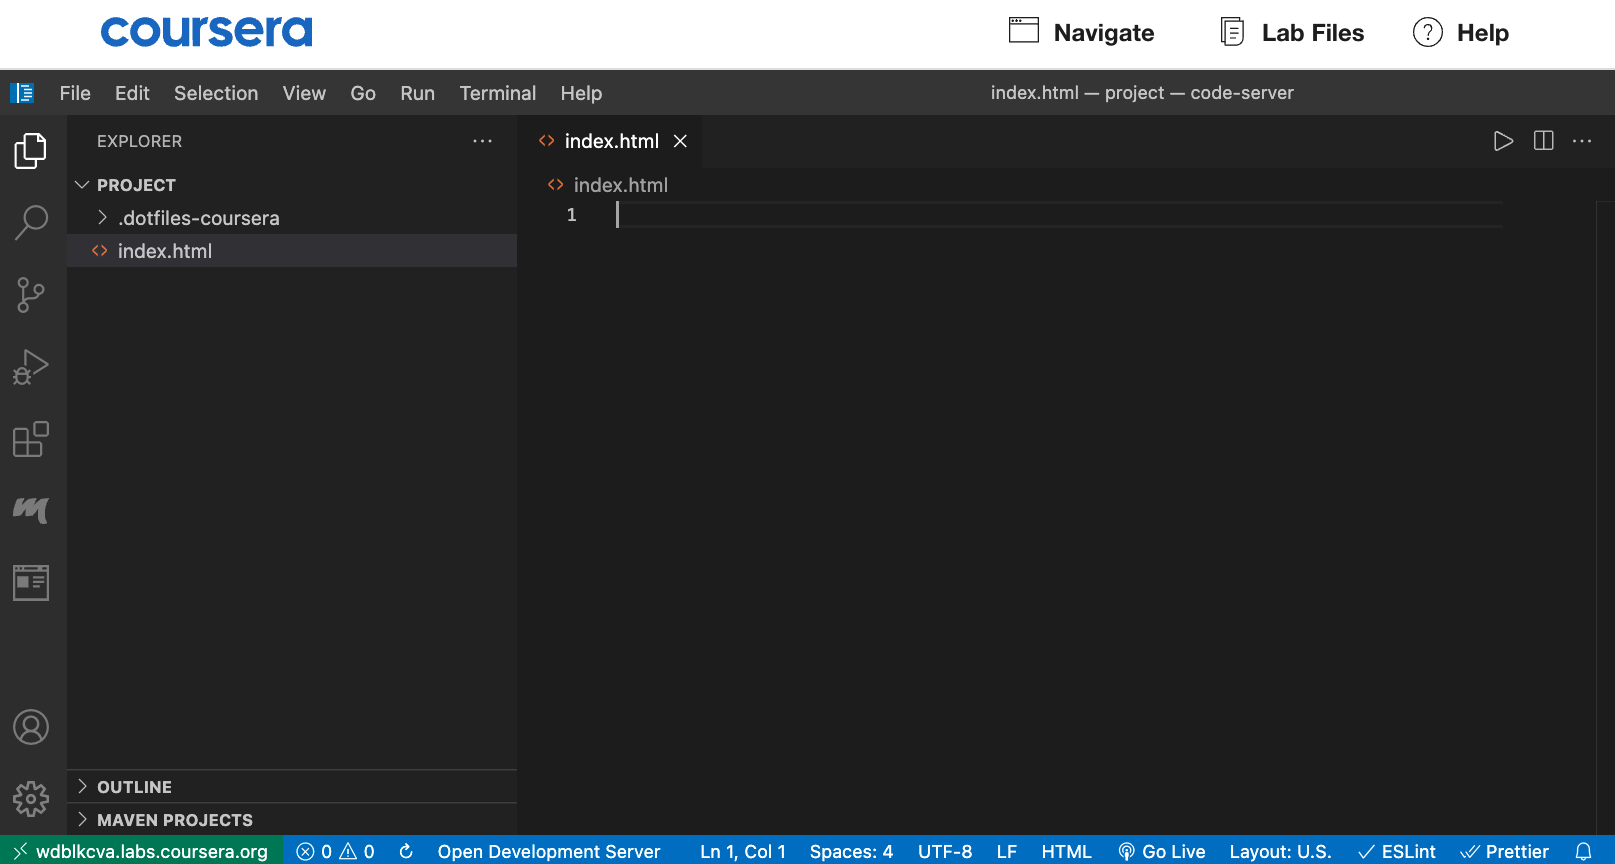 coursera
Navigate
Lab Files
Help
File Edit Selection View Go Run Terminal Help
index.html — project — code-server
EXPLORER
PROJECT
.dotfiles-coursera
index.html
index.html
index.html
1
OUTLINE
MAVEN PROJECTS
wdblkcva.labs.coursera.org 0 0 Open Development Server Ln 1, Col 1 Spaces: 4 UTF-8 LF HTML Go Live Layout: U.S. ESLint Prettier